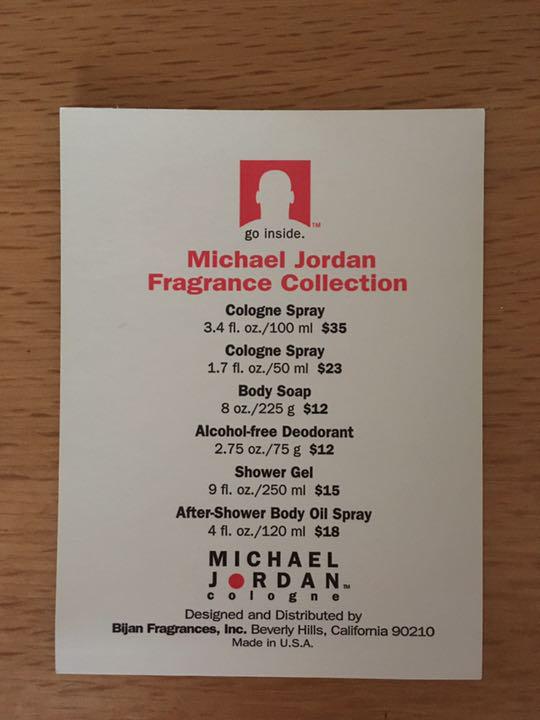 TM
go inside.
Michael Jordan
Fragrance Collection
Cologne Spray
3.4 fl. oz./100 ml $35
Cologne Spray
1.7 fl. oz./50 ml $23
Body Soap
8 oz./225 g $12
Alcohol-free Deodorant
2.75 oz./75 g $12
Shower Gel
9 fl. oz./250 ml $15
After-Shower Body Oil Spray
4 fl. oz./120 ml $18
MICHAEL
JORDAN TM
cologne
Designed and Distributed by
Bijan Fragrances, Inc. Beverly Hills, California 90210
Made in U.S.A.